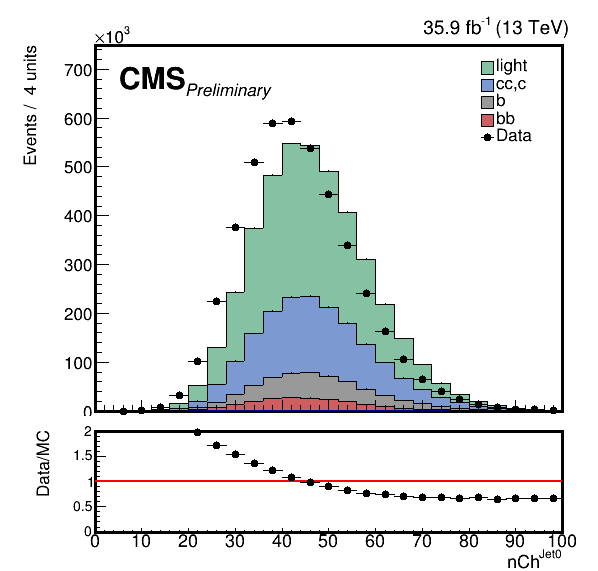 35.9 fb⁻¹ (13 TeV)
×10³
CMS Preliminary
Events / 4 units
light
cc,c
b
bb
Data
700
600
500
400
300
200
100
0
Data/MC
2
1.5
1
0.5
0
0 10 20 30 40 50 60 70 80 90 100
nCh^Jet0